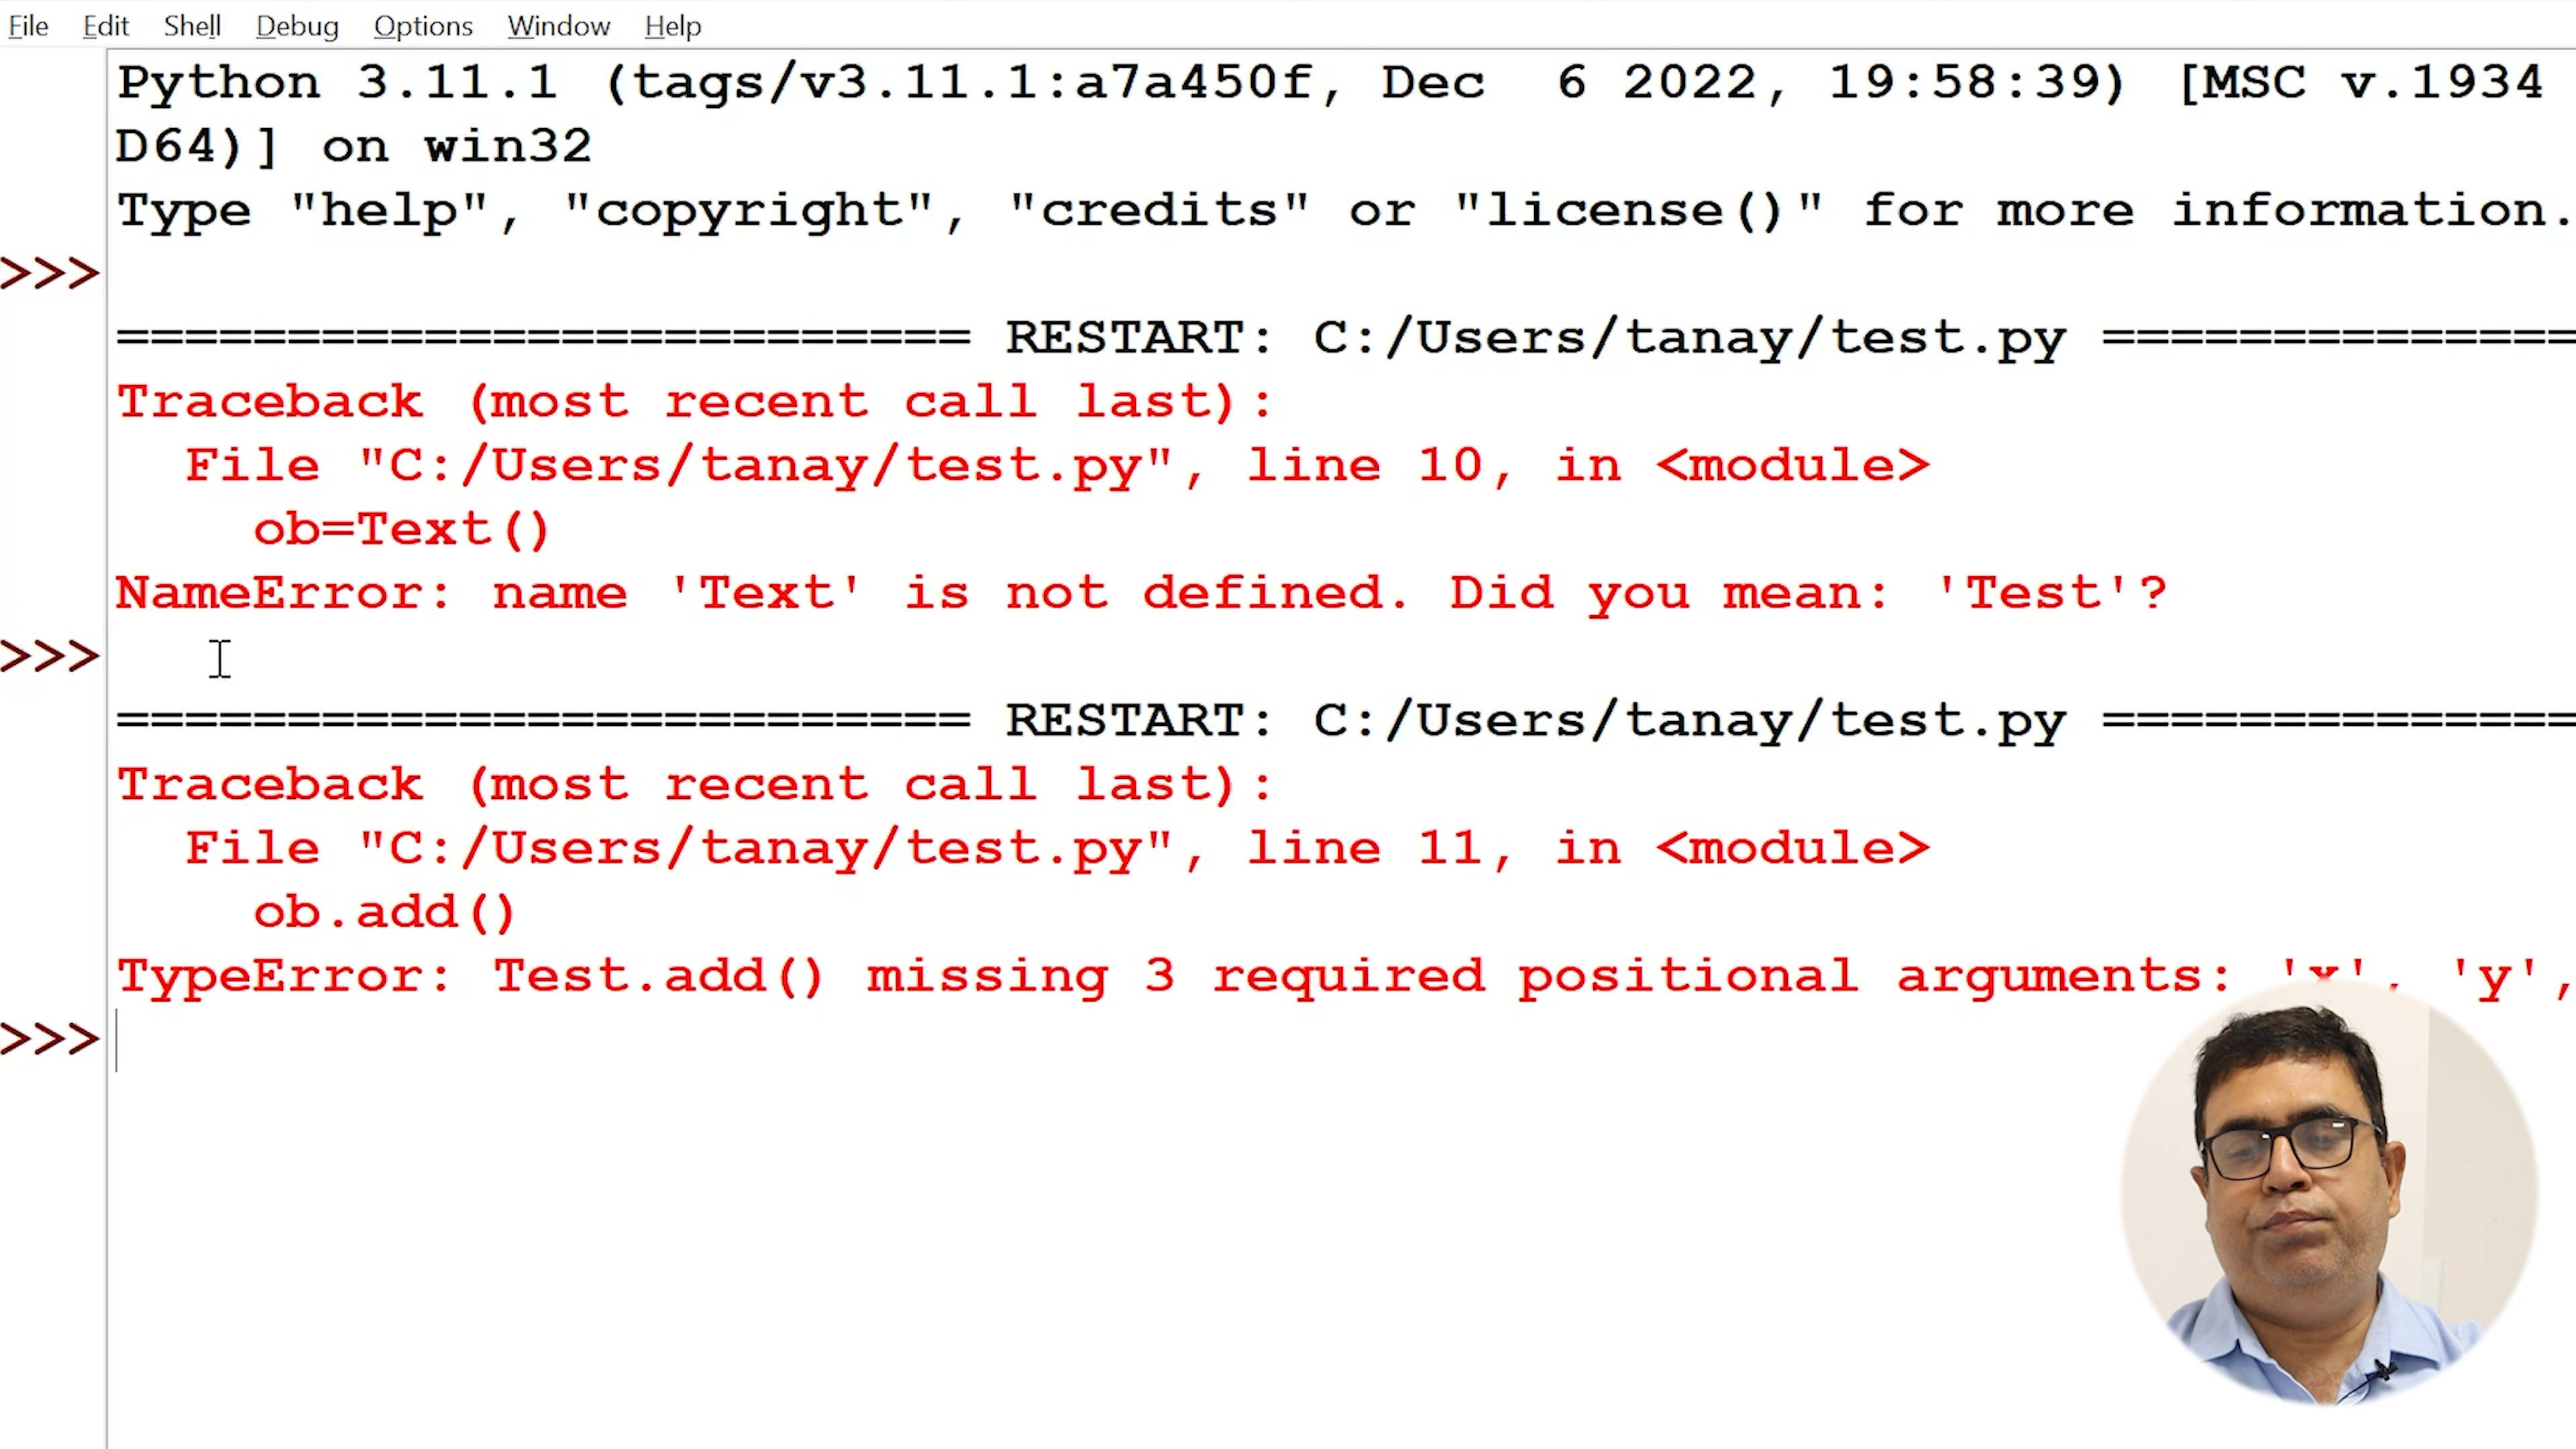 File Edit Shell Debug Options Window Help
Python 3.11.1 (tags/v3.11.1:a7a450f, Dec  6 2022, 19:58:39) [MSC v.1934
D64)] on win32
Type "help", "copyright", "credits" or "license()" for more information.
>>>
========================= RESTART: C:/Users/tanay/test.py ==============
Traceback (most recent call last):
  File "C:/Users/tanay/test.py", line 10, in <module>
    ob=Text()
NameError: name 'Text' is not defined. Did you mean: 'Test'?
>>>
========================= RESTART: C:/Users/tanay/test.py ==============
Traceback (most recent call last):
  File "C:/Users/tanay/test.py", line 11, in <module>
    ob.add()
TypeError: Test.add() missing 3 required positional arguments: 'x', 'y',
>>>